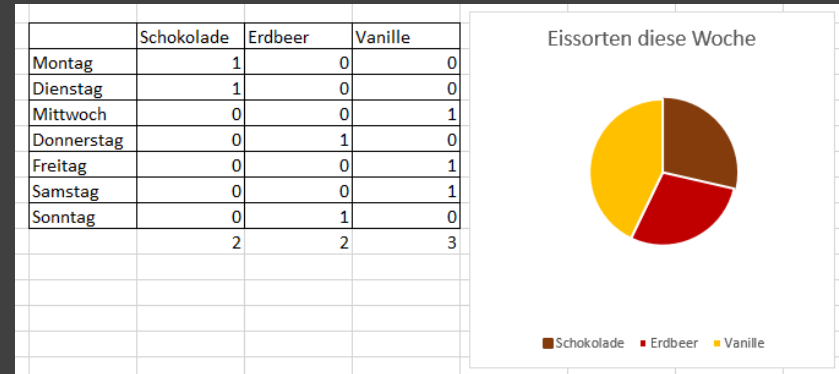 Schokolade Erdbeer Vanille
Montag 1 0 0
Dienstag 1 0 0
Mittwoch 0 0 1
Donnerstag 0 1 0
Freitag 0 0 1
Samstag 0 0 1
Sonntag 0 1 0
2 2 3
Eissorten diese Woche
Schokolade Erdbeer Vanille